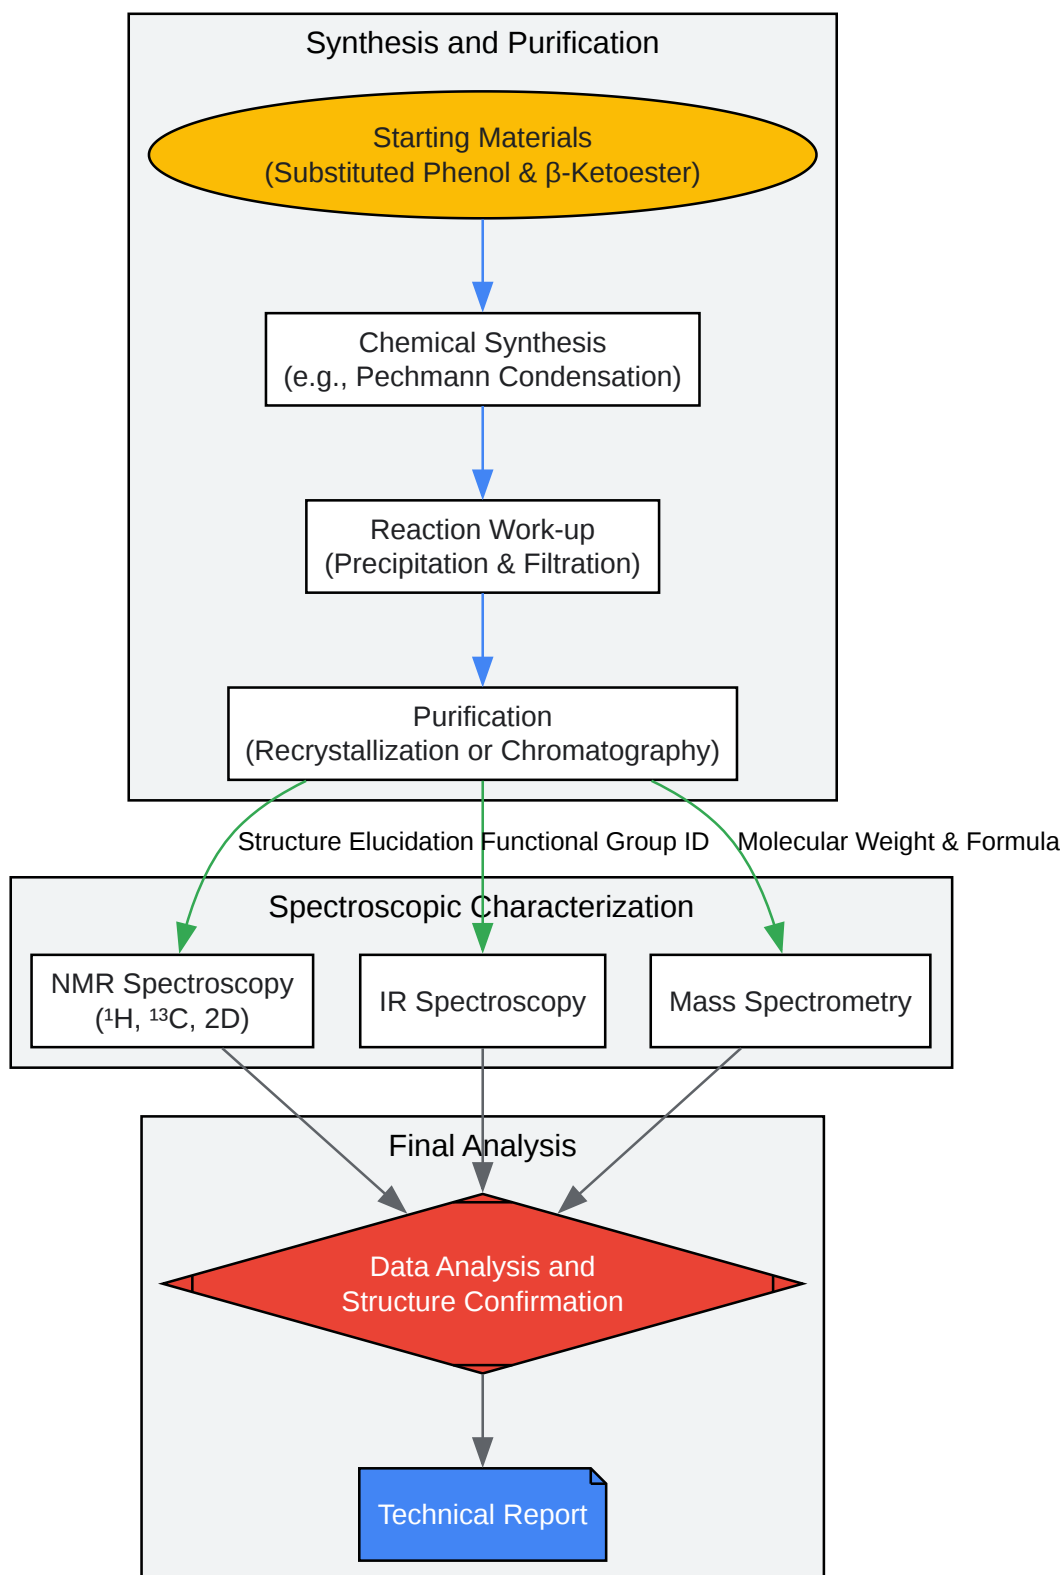 Synthesis and Purification
Starting Materials
(Substituted Phenol & β-Ketoester)
Chemical Synthesis
(e.g., Pechmann Condensation)
Reaction Work-up
(Precipitation & Filtration)
Purification
(Recrystallization or Chromatography)
Structure Elucidation
Functional Group ID
Molecular Weight & Formula
Spectroscopic Characterization
NMR Spectroscopy
(¹H, ¹³C, 2D)
IR Spectroscopy
Mass Spectrometry
Final Analysis
Data Analysis and
Structure Confirmation
Technical Report